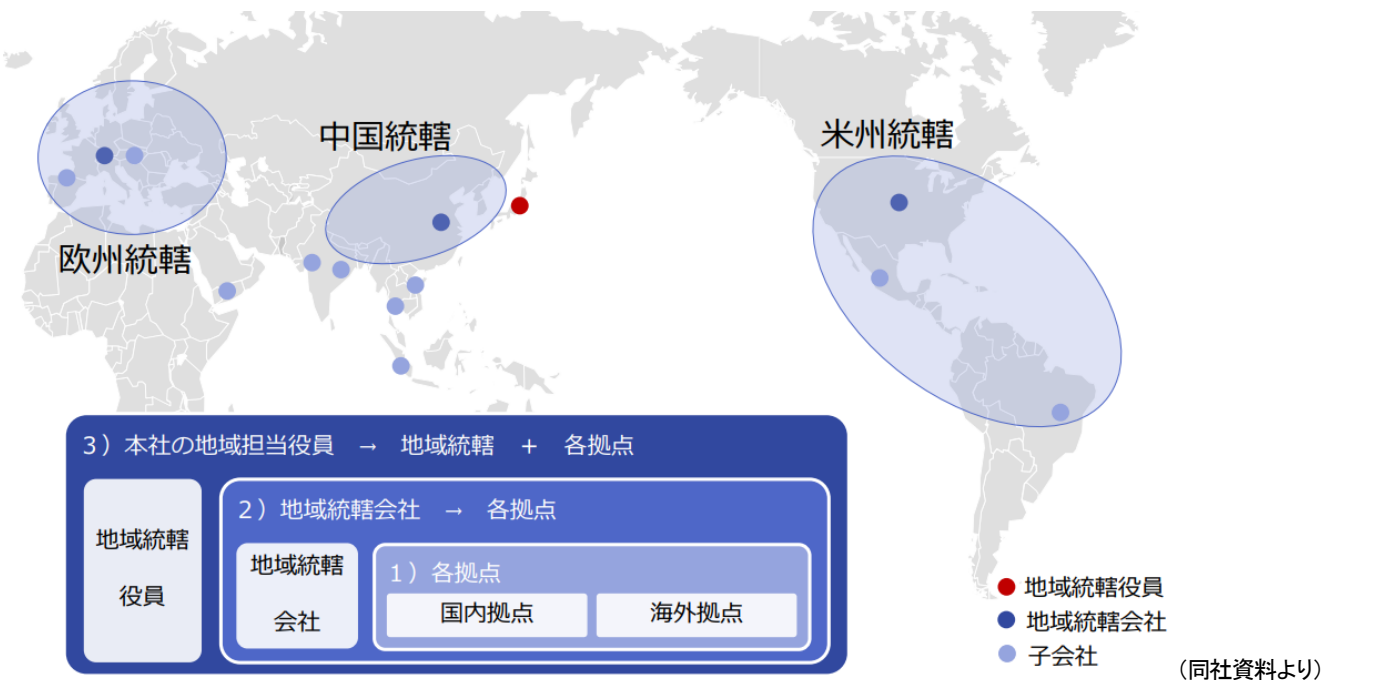 中国統轄
米州統轄
欧州統轄
3）本社の地域担当役員 → 地域統轄 + 各拠点
地域統轄
役員
2）地域統轄会社 → 各拠点
地域統轄
会社
1）各拠点
国内拠点
海外拠点
地域統轄役員
地域統轄会社
子会社
（同社資料より）